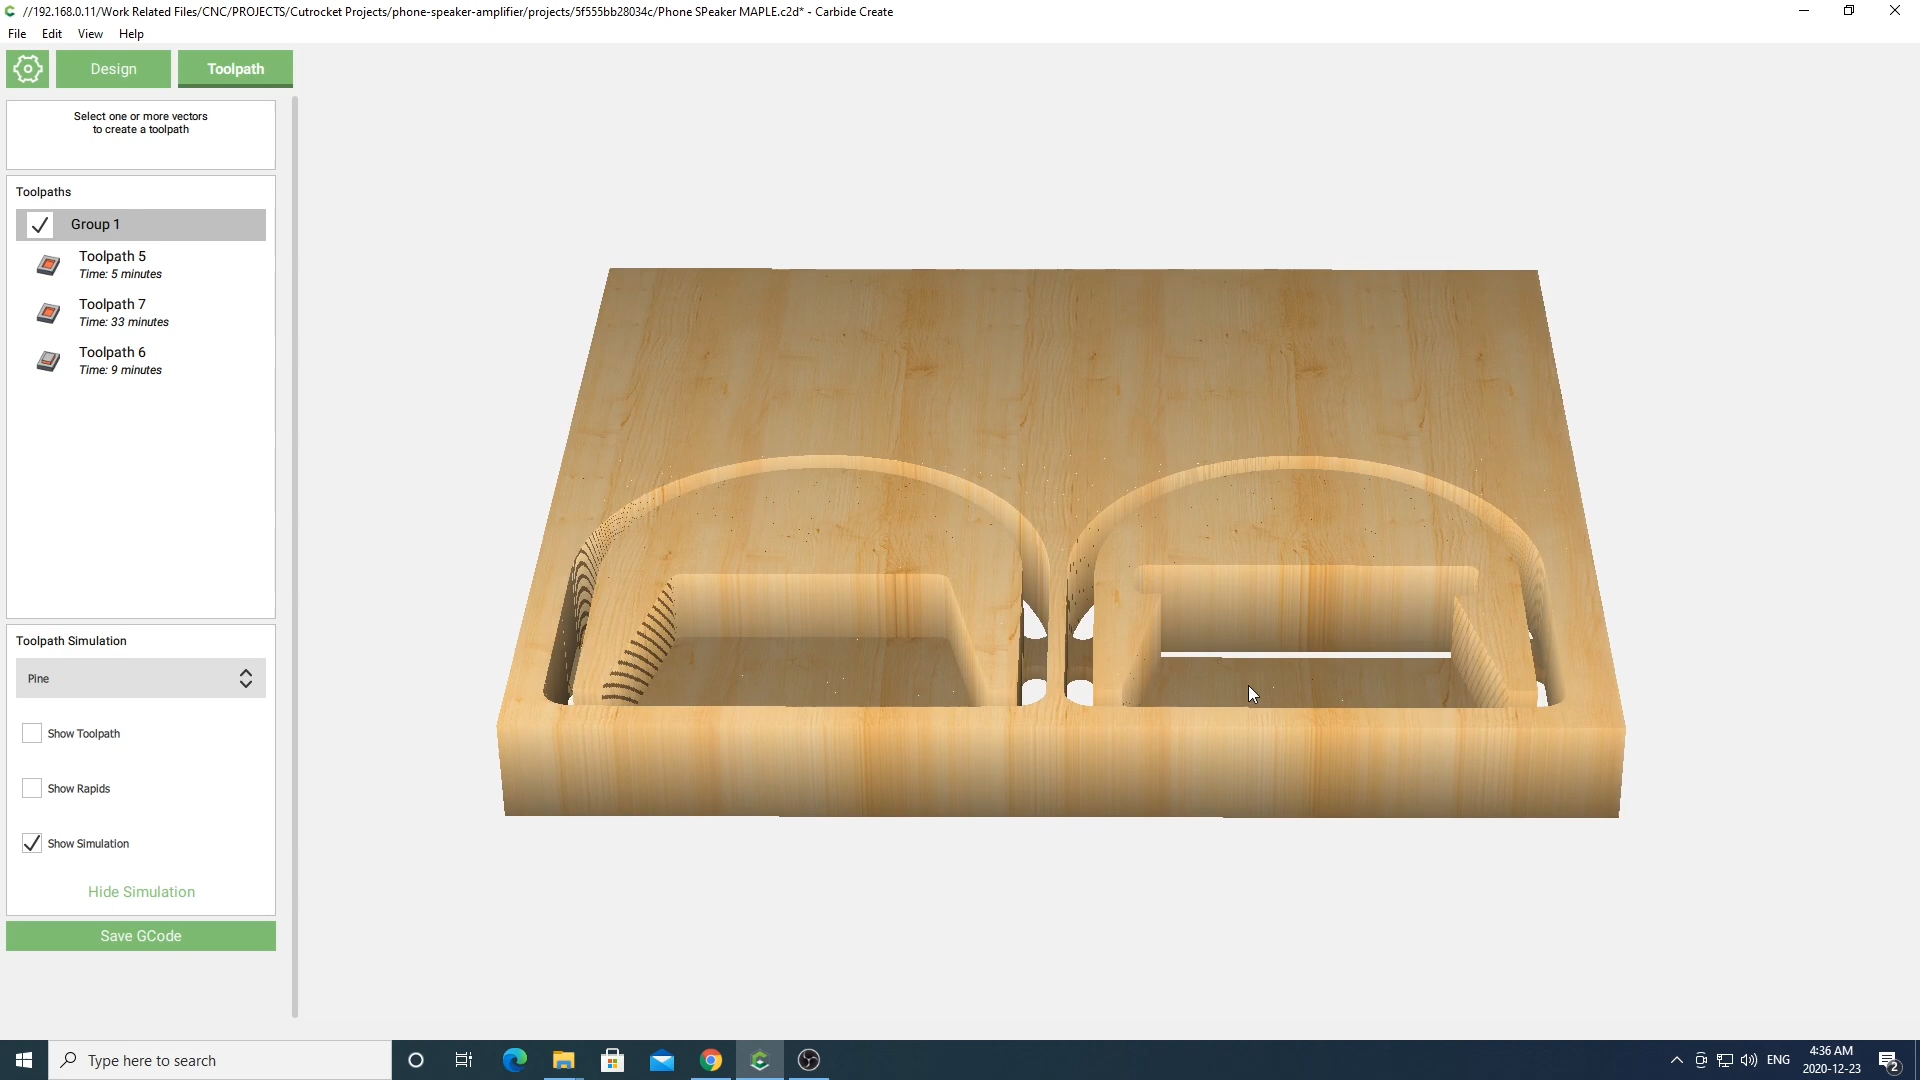 //192.168.0.11/Work Related Files/CNC/PROJECTS/Cutrocket Projects/phone-speaker-amplifier/projects/5f555bb28034c/Phone SPeaker MAPLE.c2d* - Carbide Create
File Edit View Help
Design Toolpath
Select one or more vectors
to create a toolpath
Toolpaths
Group 1
Toolpath 5
Time: 5 minutes
Toolpath 7
Time: 33 minutes
Toolpath 6
Time: 9 minutes
Toolpath Simulation
Pine
Show Toolpath
Show Rapids
Show Simulation
Hide Simulation
Save GCode
Type here to search
ENG
4:36 AM
2020-12-23
2